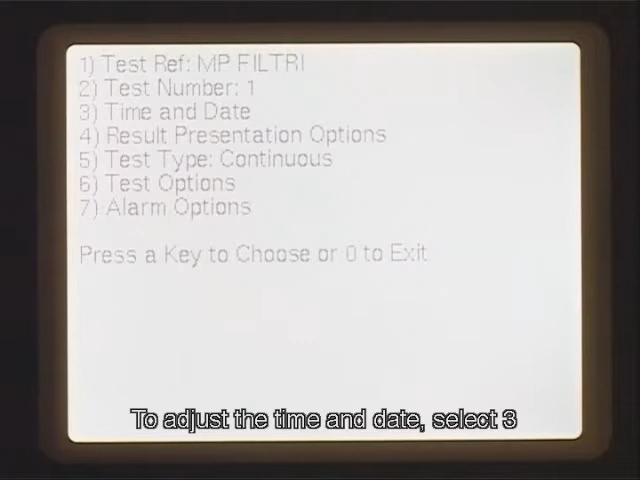 1) Test Ref: MP FILTRI
2) Test Number: 1
3) Time and Date
4) Result Presentation Options
5) Test Type: Continuous
6) Test Options
7) Alarm Options
Press a Key to Choose or 0 to Exit
To adjust the time and date, select 3